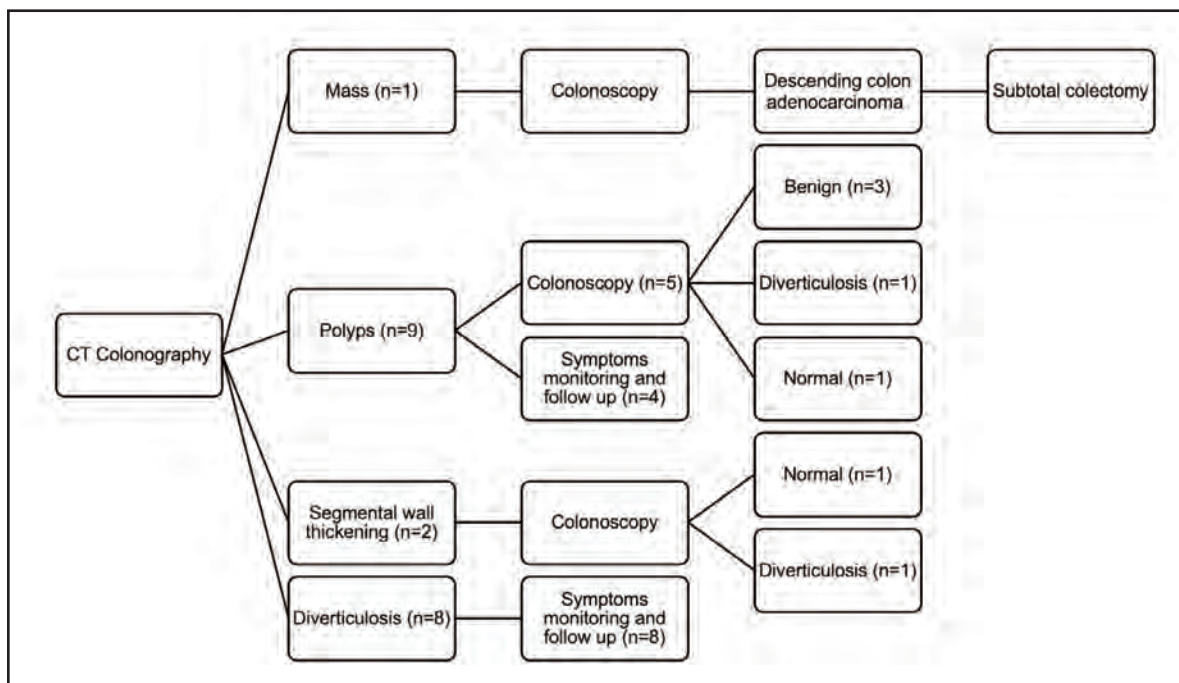 CT Colonography
Mass (n=1)
Colonoscopy
Descending colon
adenocarcinoma
Subtotal colectomy
Polyps (n=9)
Colonoscopy (n=5)
Benign (n=3)
Diverticulosis (n=1)
Normal (n=1)
Symptoms
monitoring and
follow up (n=4)
Segmental wall
thickening (n=2)
Colonoscopy
Normal (n=1)
Diverticulosis (n=1)
Diverticulosis (n=8)
Symptoms
monitoring and
follow up (n=8)